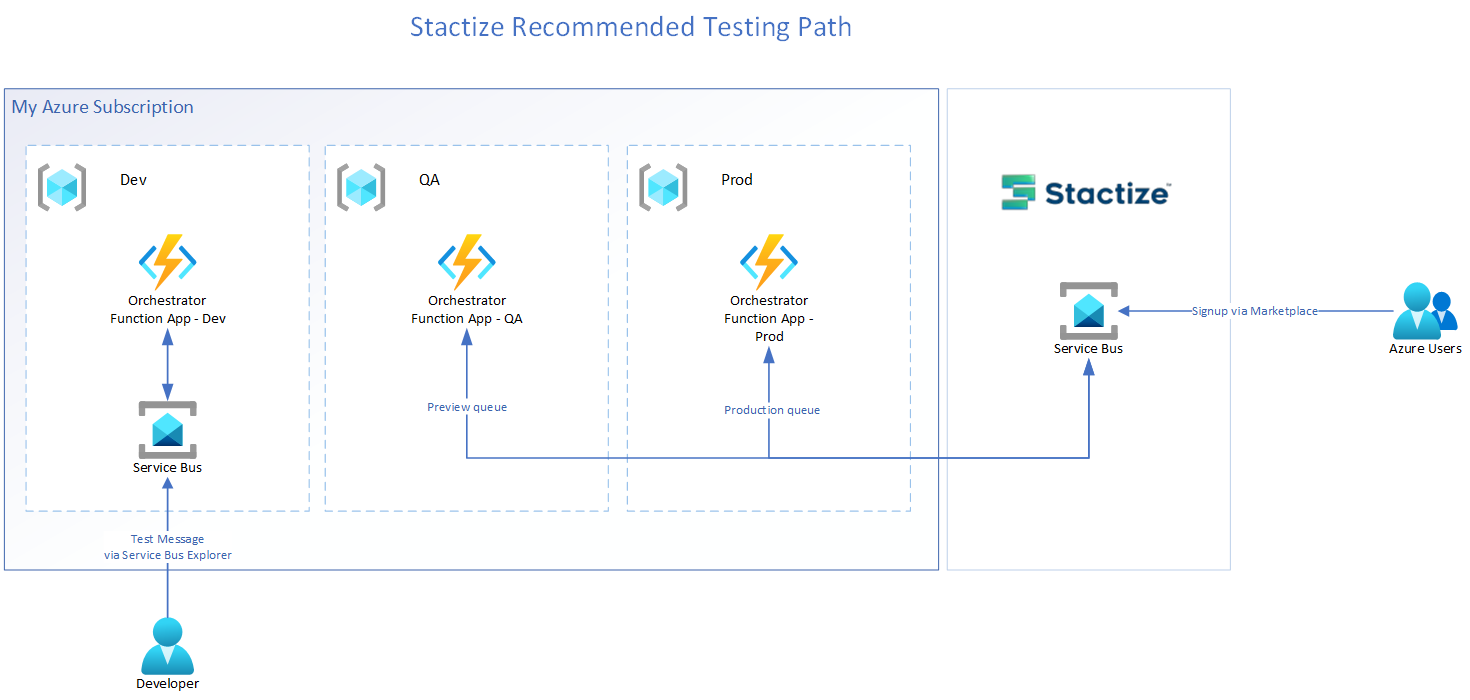 Stactize Recommended Testing Path
My Azure Subscription
Dev
QA
Prod
Stactize™
Orchestrator
Function App - Dev
Orchestrator
Function App - QA
Orchestrator
Function App -
Prod
Service Bus
Signup via Marketplace
Azure Users
Preview queue
Production queue
Service Bus
Test Message
via Service Bus Explorer
Developer